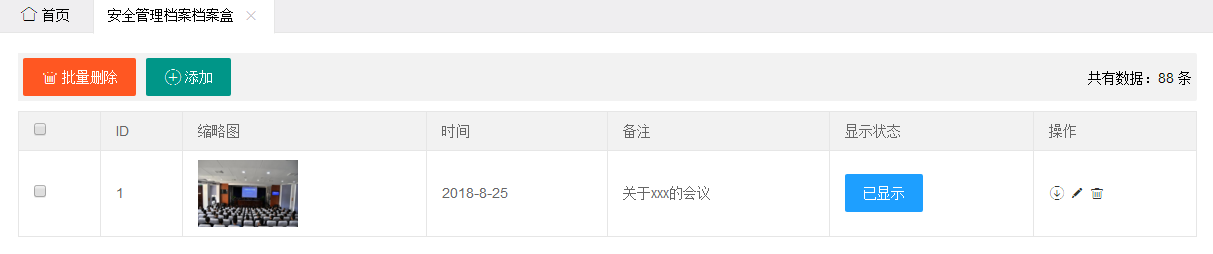 首页 安全管理档案档案盒
批量删除 添加 共有数据：88 条
ID 缩略图 时间 备注 显示状态 操作
1 2018-8-25 关于xxx的会议 已显示